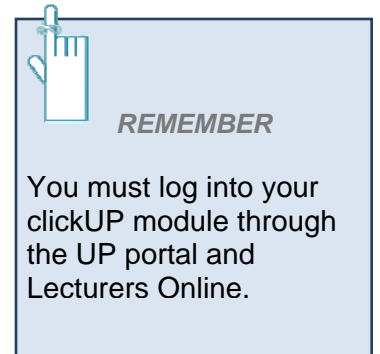 REMEMBER
You must log into your
clickUP module through
the UP portal and
Lecturers Online.